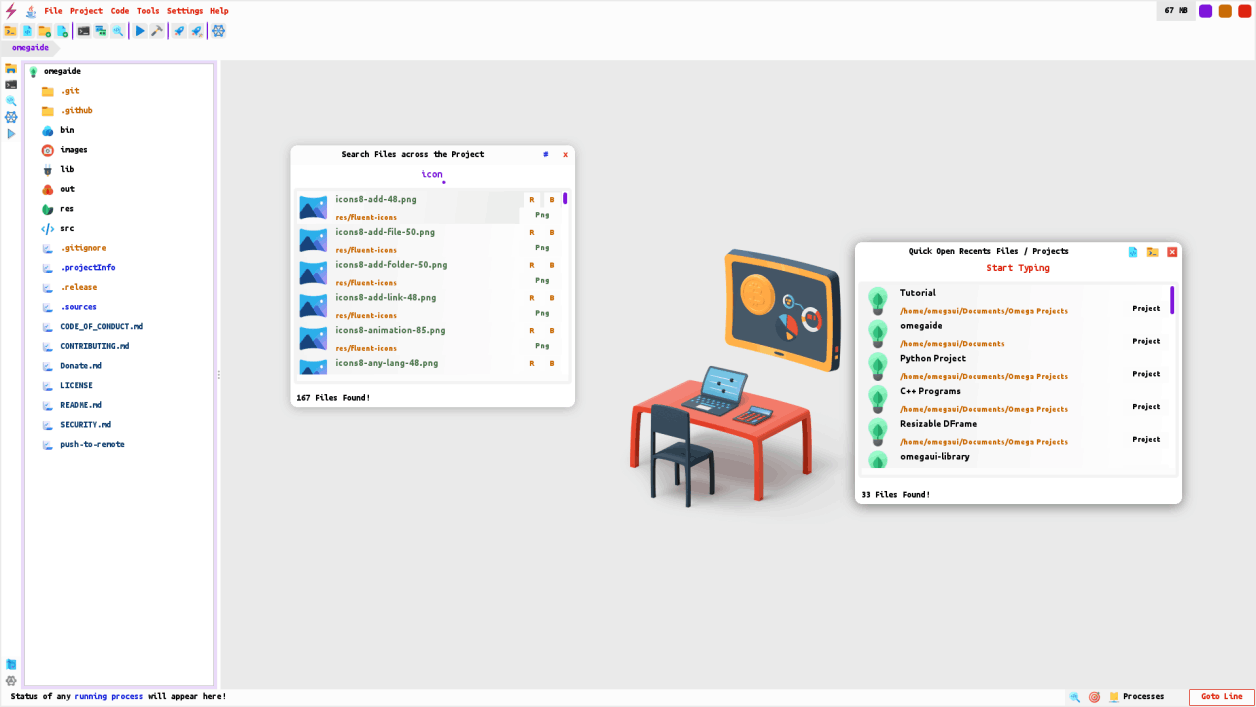 File Project Code Tools Settings Help
67 MB
omegaide
omegaide
.git
.github
bin
images
lib
out
res
src
.gitignore
.projectInfo
.release
.sources
CODE_OF_CONDUCT.md
CONTRIBUTING.md
Donate.md
LICENSE
README.md
SECURITY.md
push-to-remote
Search Files across the Project # x
icon
icons8-add-48.png R B
res/fluent-icons Png
icons8-add-file-50.png R B
res/fluent-icons Png
icons8-add-folder-50.png R B
res/fluent-icons Png
icons8-add-link-48.png R B
res/fluent-icons Png
icons8-animation-85.png R B
res/fluent-icons Png
icons8-any-lang-48.png R B
167 Files Found!
Quick Open Recents Files / Projects
Start Typing
Tutorial
/home/omegaui/Documents/Omega Projects Project
omegaide
/home/omegaui/Documents Project
Python Project
/home/omegaui/Documents/Omega Projects Project
C++ Programs
/home/omegaui/Documents/Omega Projects Project
Resizable DFrame
/home/omegaui/Documents/Omega Projects Project
omegaui-library
33 Files Found!
Status of any running process will appear here!
Processes
Goto Line